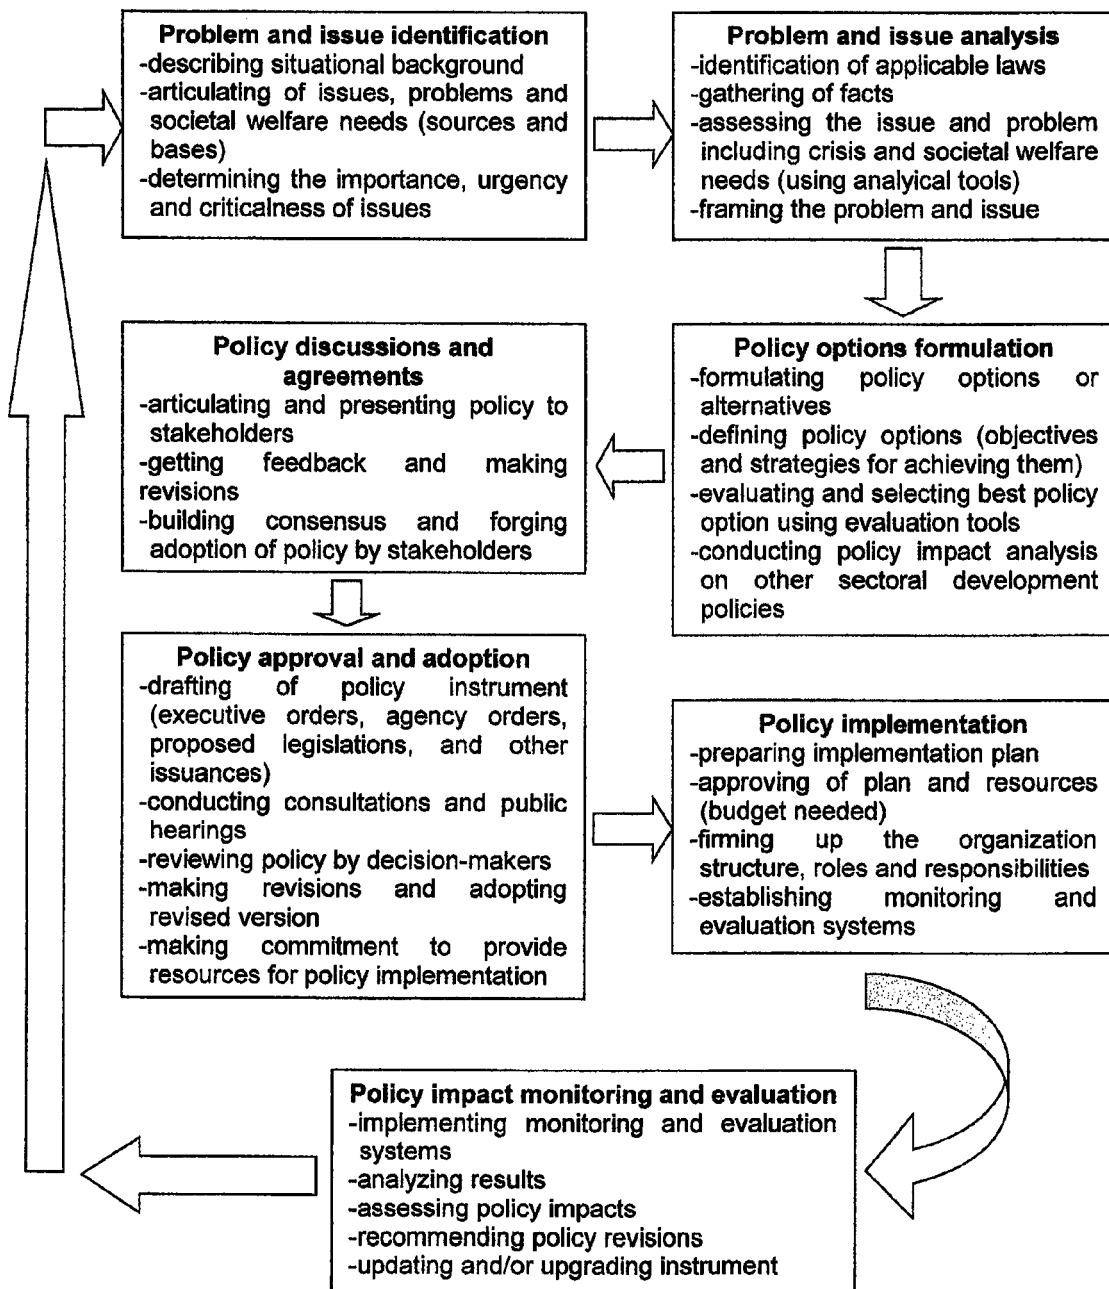 Problem and issue identification
-describing situational background
-articulating of issues, problems and
societal welfare needs (sources and
bases)
-determining the importance, urgency
and criticalness of issues
Problem and issue analysis
-identification of applicable laws
-gathering of facts
-assessing the issue and problem
including crisis and societal welfare
needs (using analyical tools)
-framing the problem and issue
Policy options formulation
-formulating policy options or
alternatives
-defining policy options (objectives
and strategies for achieving them)
-evaluating and selecting best policy
option using evaluation tools
-conducting policy impact analysis
on other sectoral development
policies
Policy discussions and
agreements
-articulating and presenting policy to
stakeholders
-getting feedback and making
revisions
-building consensus and forging
adoption of policy by stakeholders
Policy approval and adoption
-drafting of policy instrument
(executive orders, agency orders,
proposed legislations, and other
issuances)
-conducting consultations and public
hearings
-reviewing policy by decision-makers
-making revisions and adopting
revised version
-making commitment to provide
resources for policy implementation
Policy implementation
-preparing implementation plan
-approving of plan and resources
(budget needed)
-firming up the organization
structure, roles and responsibilities
-establishing monitoring and
evaluation systems
Policy impact monitoring and evaluation
-implementing monitoring and evaluation
systems
-analyzing results
-assessing policy impacts
-recommending policy revisions
-updating and/or upgrading instrument